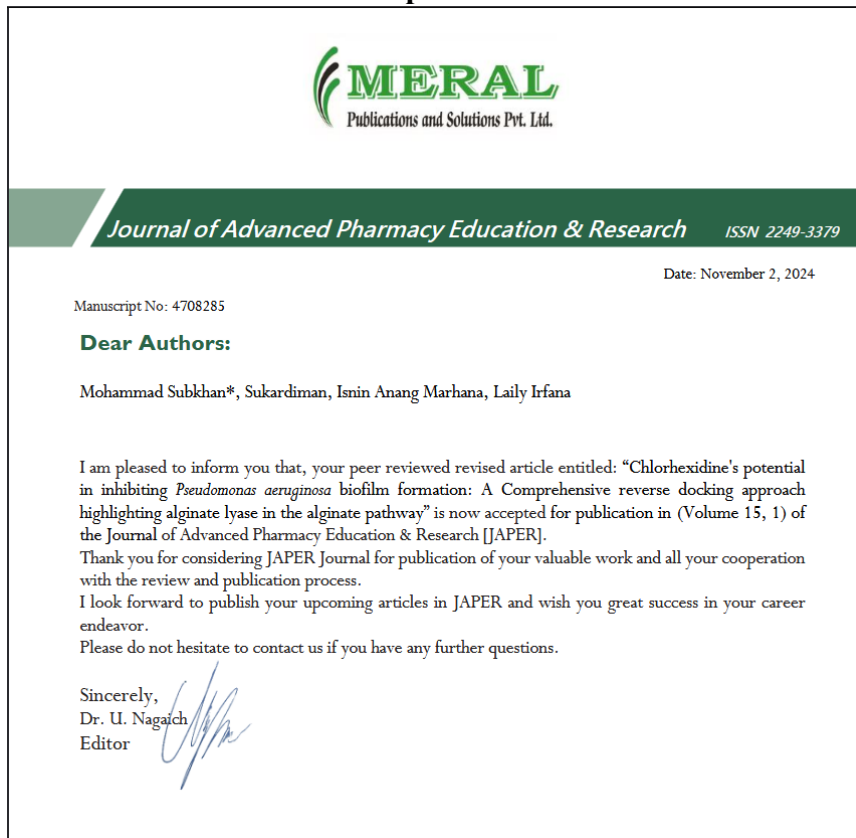 MERAL
Publications and Solutions Pvt. Ltd.
Journal of Advanced Pharmacy Education & Research ISSN 2249-3379
Date: November 2, 2024
Manuscript No: 4708285
Dear Authors:
Mohammad Subkhan*, Sukardiman, Isnin Anang Marhana, Laily Irfana
I am pleased to inform you that, your peer reviewed revised article entitled: “Chlorhexidine's potential
in inhibiting Pseudomonas aeruginosa biofilm formation: A Comprehensive reverse docking approach
highlighting alginate lyase in the alginate pathway” is now accepted for publication in (Volume 15, 1) of
the Journal of Advanced Pharmacy Education & Research [JAPER].
Thank you for considering JAPER Journal for publication of your valuable work and all your cooperation
with the review and publication process.
I look forward to publish your upcoming articles in JAPER and wish you great success in your career
endeavor.
Please do not hesitate to contact us if you have any further questions.
Sincerely,
Dr. U. Nagaich
Editor